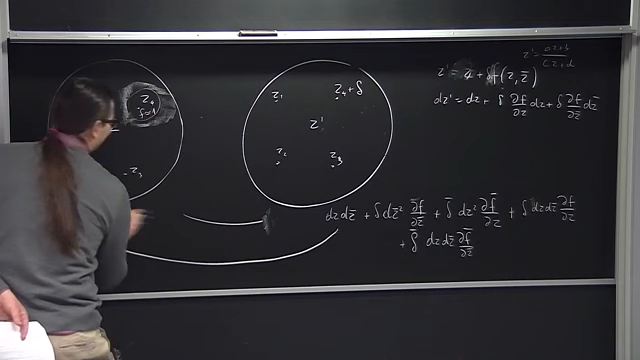 z' = az+b / cz+d
z' = z + δf(z, z̄)
dz' = dz + δ ∂f/∂z dz + δ ∂f/∂z̄ dz̄
z₄
f=1
z₃
z₁
z₄+δ
z'
z₂
z₃
dz dz̄ + δ dz̄² ∂f/∂z̄ + δ̄ dz² ∂f̄/∂z + δ dz dz̄ ∂f/∂z
+ δ̄ dz dz̄ ∂f̄/∂z̄